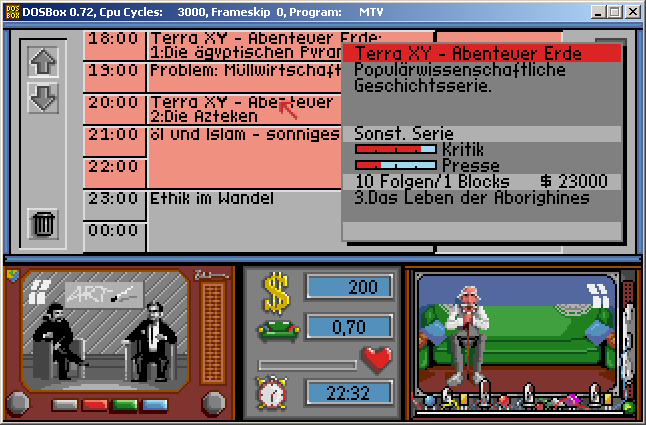 DOSBox 0.72, Cpu Cycles: 3000, Frameskip 0, Program: MTV
18:00 Terra XY - Abenteuer Erde:
1:Die ägyptischen Pyram
19:00 Problem: Müllwirtschaft
20:00 Terra XY - Abenteuer
2:Die Azteken
21:00 öl und Islam - sonniges
22:00
23:00 Ethik im Wandel
00:00
Terra XY - Abenteuer Erde
Populärwissenschaftliche
Geschichtsserie.
Sonst. Serie
Kritik
Presse
10 Folgen/1 Blocks $ 23000
3.Das Leben der Aborighines
ART
200
0,70
22:32